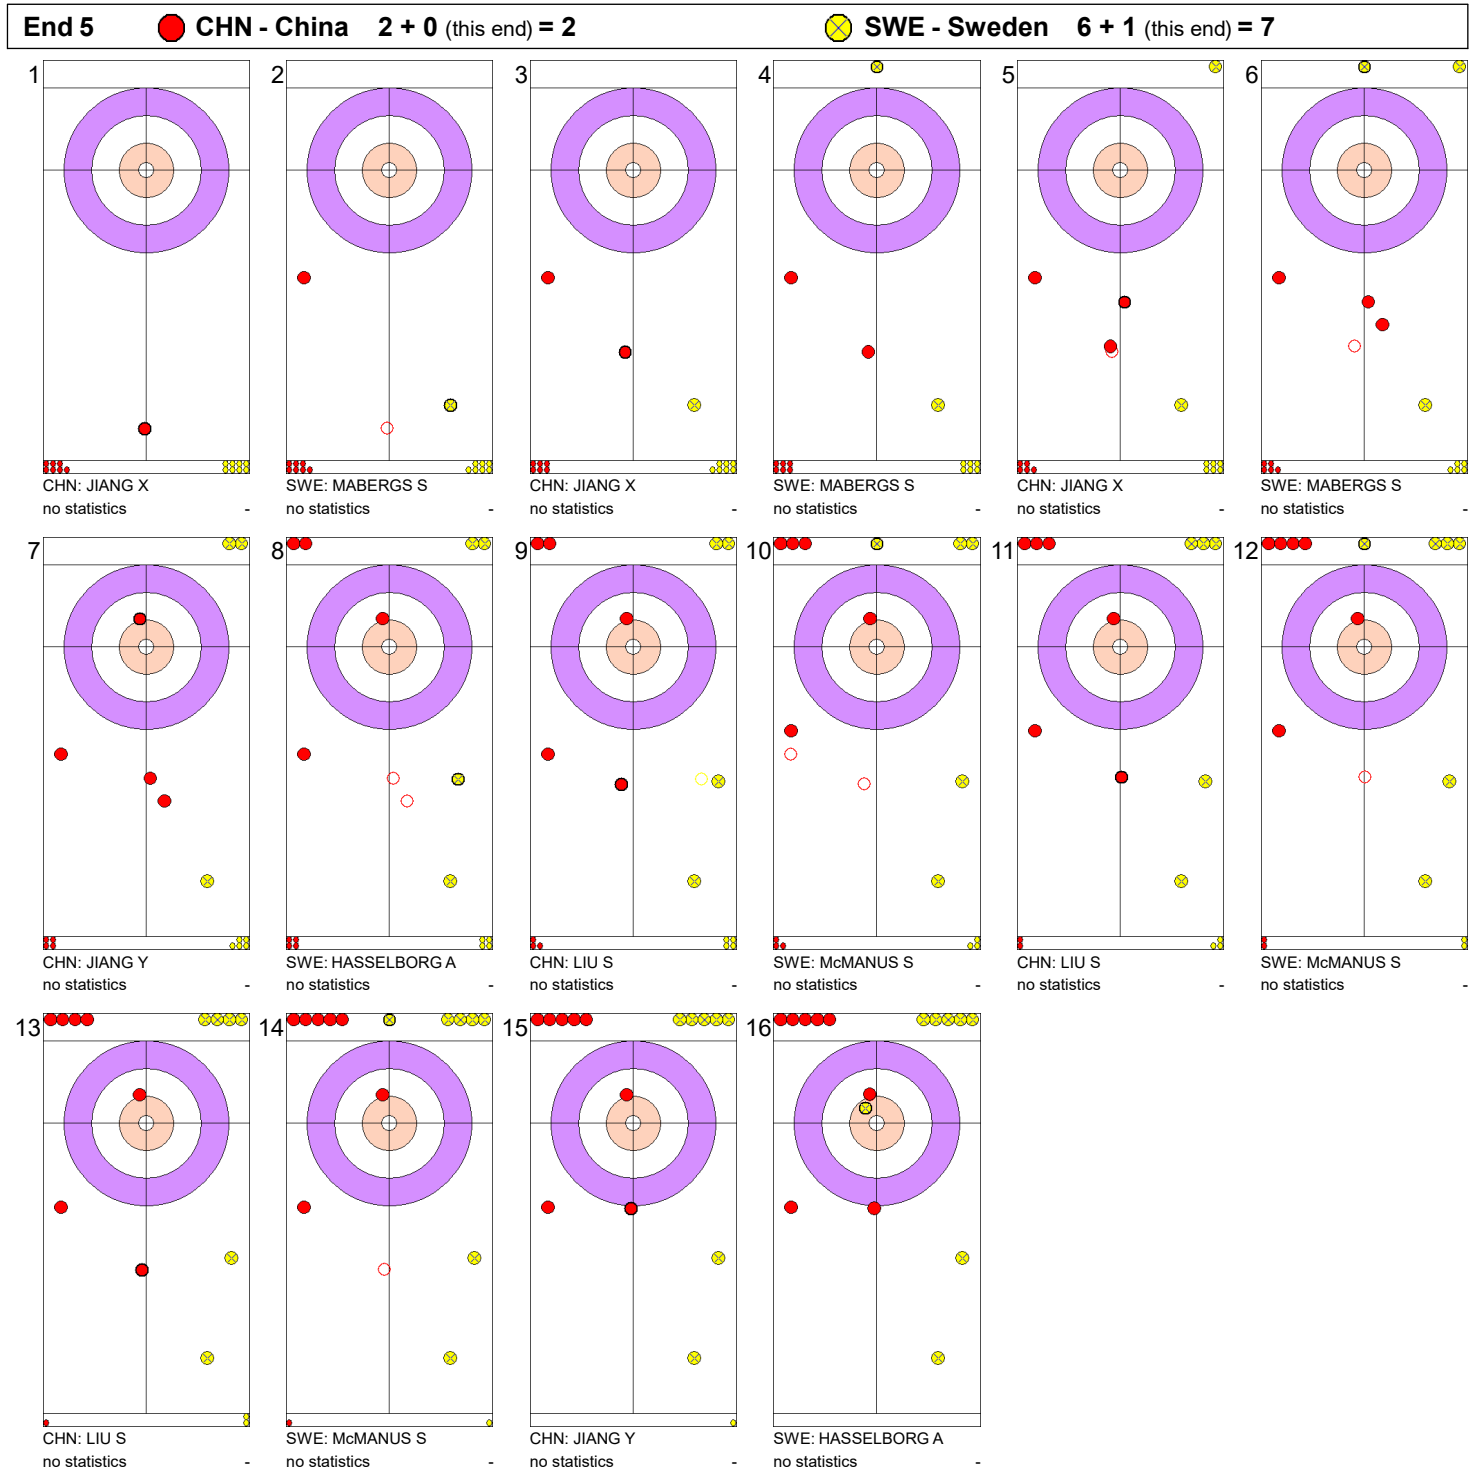 End 5 CHN - China 2 + 0 (this end) = 2 SWE - Sweden 6 + 1 (this end) = 7
1 2 3 4 5 6
CHN: JIANG X SWE: MABERGS S CHN: JIANG X SWE: MABERGS S CHN: JIANG X SWE: MABERGS S
no statistics - no statistics - no statistics - no statistics - no statistics - no statistics -
7 8 9 10 11 12
CHN: JIANG Y SWE: HASSELBORG A CHN: LIU S SWE: McMANUS S CHN: LIU S SWE: McMANUS S
no statistics - no statistics - no statistics - no statistics - no statistics - no statistics -
13 14 15 16
CHN: LIU S SWE: McMANUS S CHN: JIANG Y SWE: HASSELBORG A
no statistics - no statistics - no statistics - no statistics -